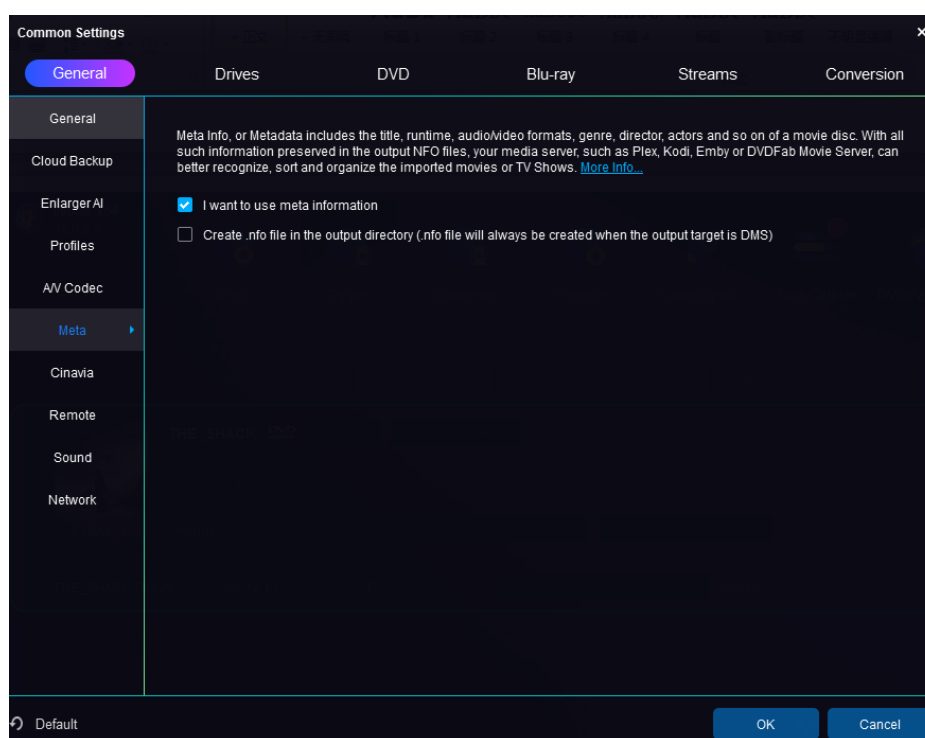 Common Settings
General
Drives
DVD
Blu-ray
Streams
Conversion
General
Cloud Backup
Enlarger AI
Profiles
A/V Codec
Meta
Cinavia
Remote
Sound
Network
Meta Info, or Metadata includes the title, runtime, audio/video formats, genre, director, actors and so on of a movie disc. With all
such information preserved in the output NFO files, your media server, such as Plex, Kodi, Emby or DVDFab Movie Server, can
better recognize, sort and organize the imported movies or TV Shows. More Info...
I want to use meta information
Create .nfo file in the output directory (.nfo file will always be created when the output target is DMS)
Default
OK
Cancel